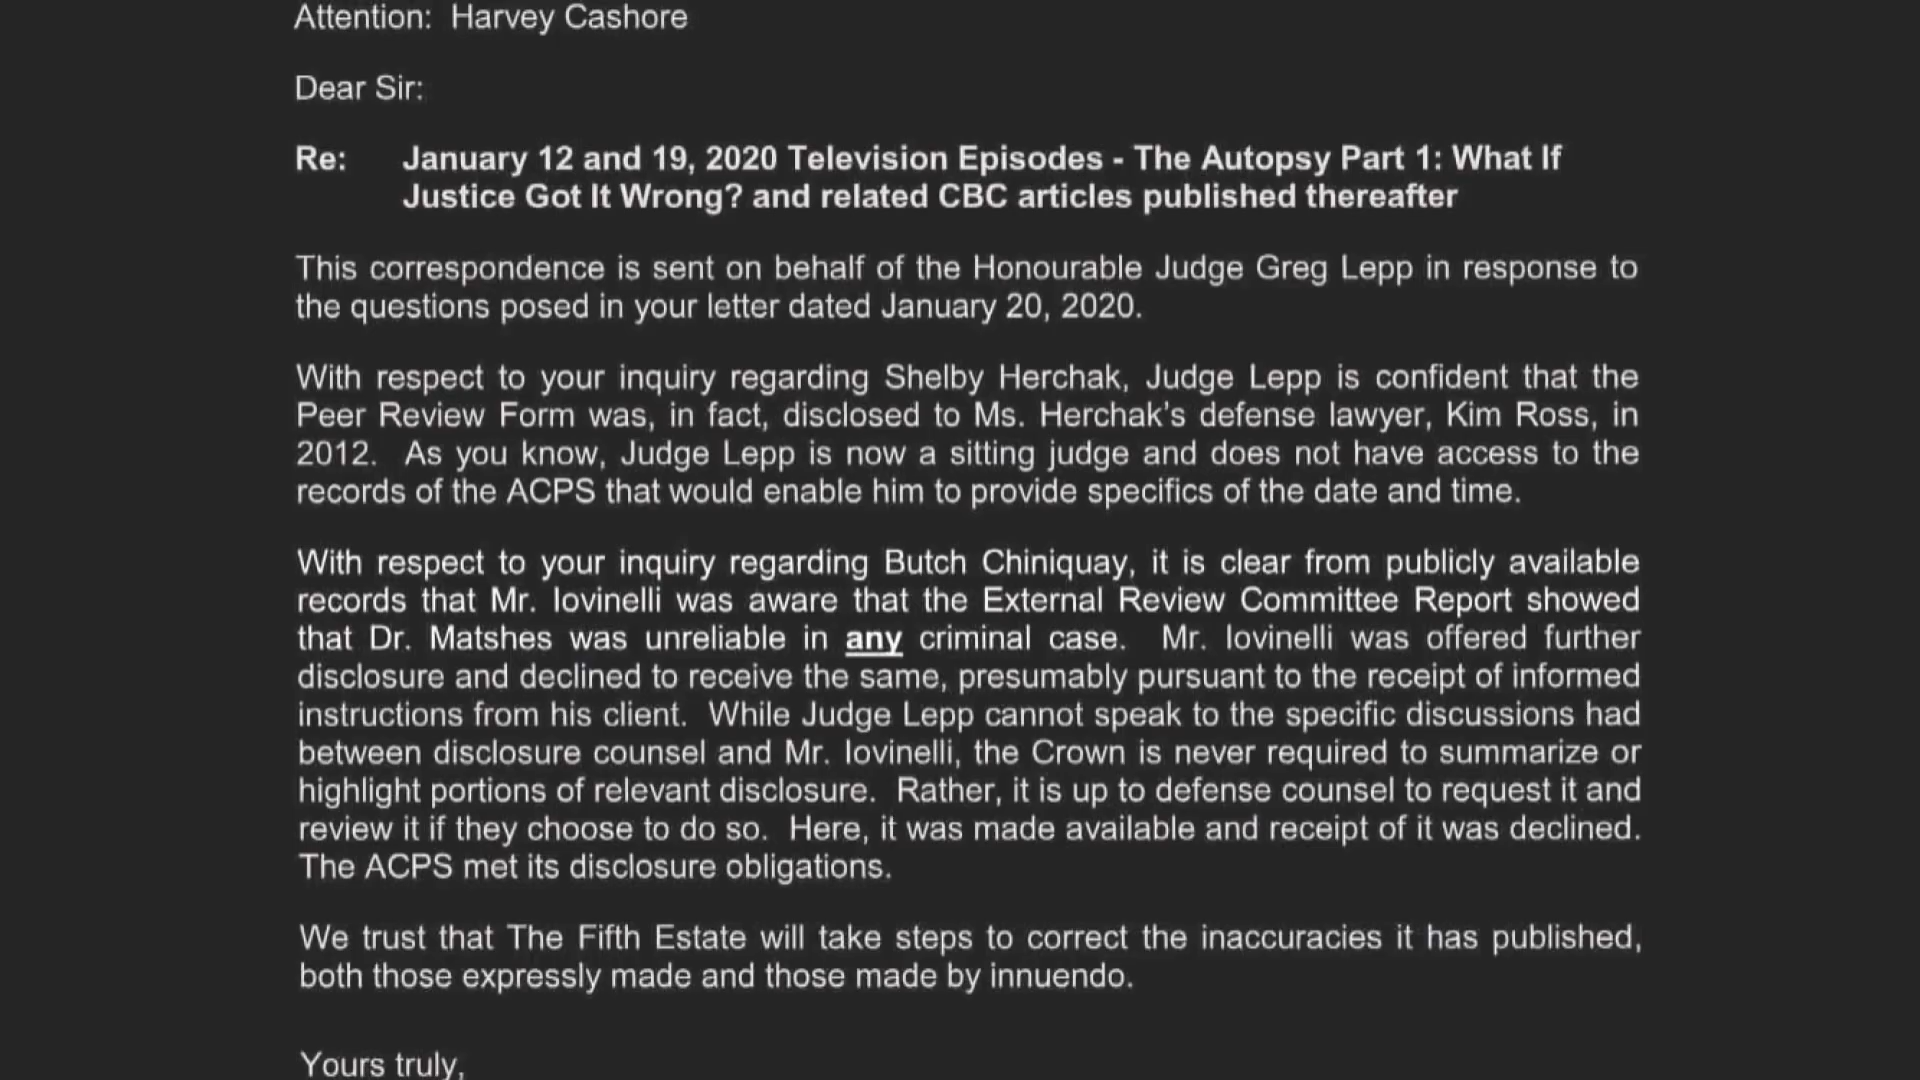 Attention: Harvey Cashore
Dear Sir:
Re: January 12 and 19, 2020 Television Episodes - The Autopsy Part 1: What If
Justice Got It Wrong? and related CBC articles published thereafter
This correspondence is sent on behalf of the Honourable Judge Greg Lepp in response to
the questions posed in your letter dated January 20, 2020.
With respect to your inquiry regarding Shelby Herchak, Judge Lepp is confident that the
Peer Review Form was, in fact, disclosed to Ms. Herchak's defense lawyer, Kim Ross, in
2012. As you know, Judge Lepp is now a sitting judge and does not have access to the
records of the ACPS that would enable him to provide specifics of the date and time.
With respect to your inquiry regarding Butch Chiniquay, it is clear from publicly available
records that Mr. Iovinelli was aware that the External Review Committee Report showed
that Dr. Matshes was unreliable in any criminal case. Mr. Iovinelli was offered further
disclosure and declined to receive the same, presumably pursuant to the receipt of informed
instructions from his client. While Judge Lepp cannot speak to the specific discussions had
between disclosure counsel and Mr. Iovinelli, the Crown is never required to summarize or
highlight portions of relevant disclosure. Rather, it is up to defense counsel to request it and
review it if they choose to do so. Here, it was made available and receipt of it was declined.
The ACPS met its disclosure obligations.
We trust that The Fifth Estate will take steps to correct the inaccuracies it has published,
both those expressly made and those made by innuendo.
Yours truly,